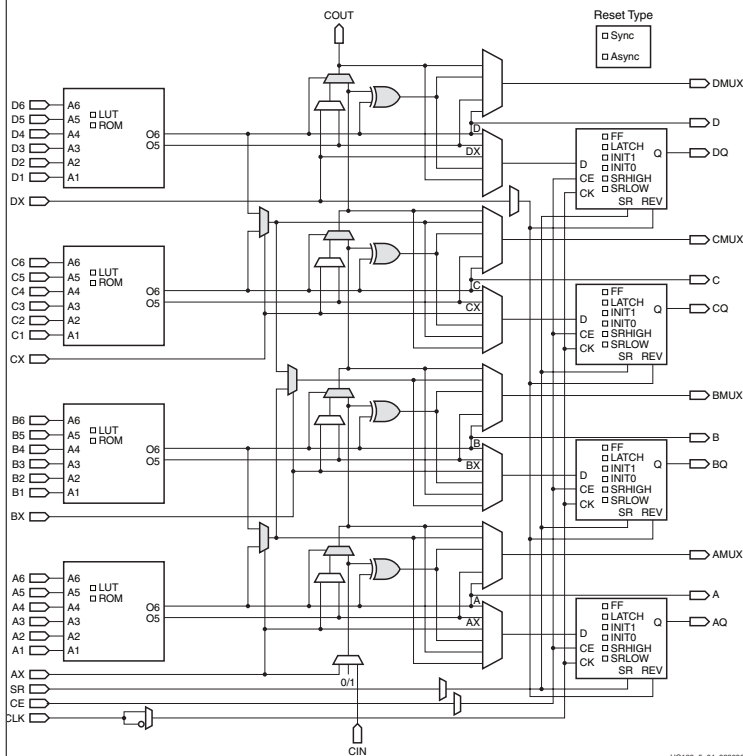 COUT
Reset Type
Sync
Async
DMUX
D6 A6
D5 A5
D4 A4
D3 A3
D2 A2
D1 A1
LUT
ROM
O6
O5
D
DX
D
FF
LATCH
INIT1
INIT0
SRHIGH
SRLOW
D
CE
CK
Q
SR REV
DQ
DX
CMUX
C6 A6
C5 A5
C4 A4
C3 A3
C2 A2
C1 A1
LUT
ROM
O6
O5
C
CX
C
FF
LATCH
INIT1
INIT0
SRHIGH
SRLOW
D
CE
CK
Q
SR REV
CQ
CX
BMUX
B6 A6
B5 A5
B4 A4
B3 A3
B2 A2
B1 A1
LUT
ROM
O6
O5
B
BX
B
FF
LATCH
INIT1
INIT0
SRHIGH
SRLOW
D
CE
CK
Q
SR REV
BQ
BX
AMUX
A6 A6
A5 A5
A4 A4
A3 A3
A2 A2
A1 A1
LUT
ROM
O6
O5
A
AX
A
FF
LATCH
INIT1
INIT0
SRHIGH
SRLOW
D
CE
CK
Q
SR REV
AQ
AX
0/1
SR
CE
CLK
CIN